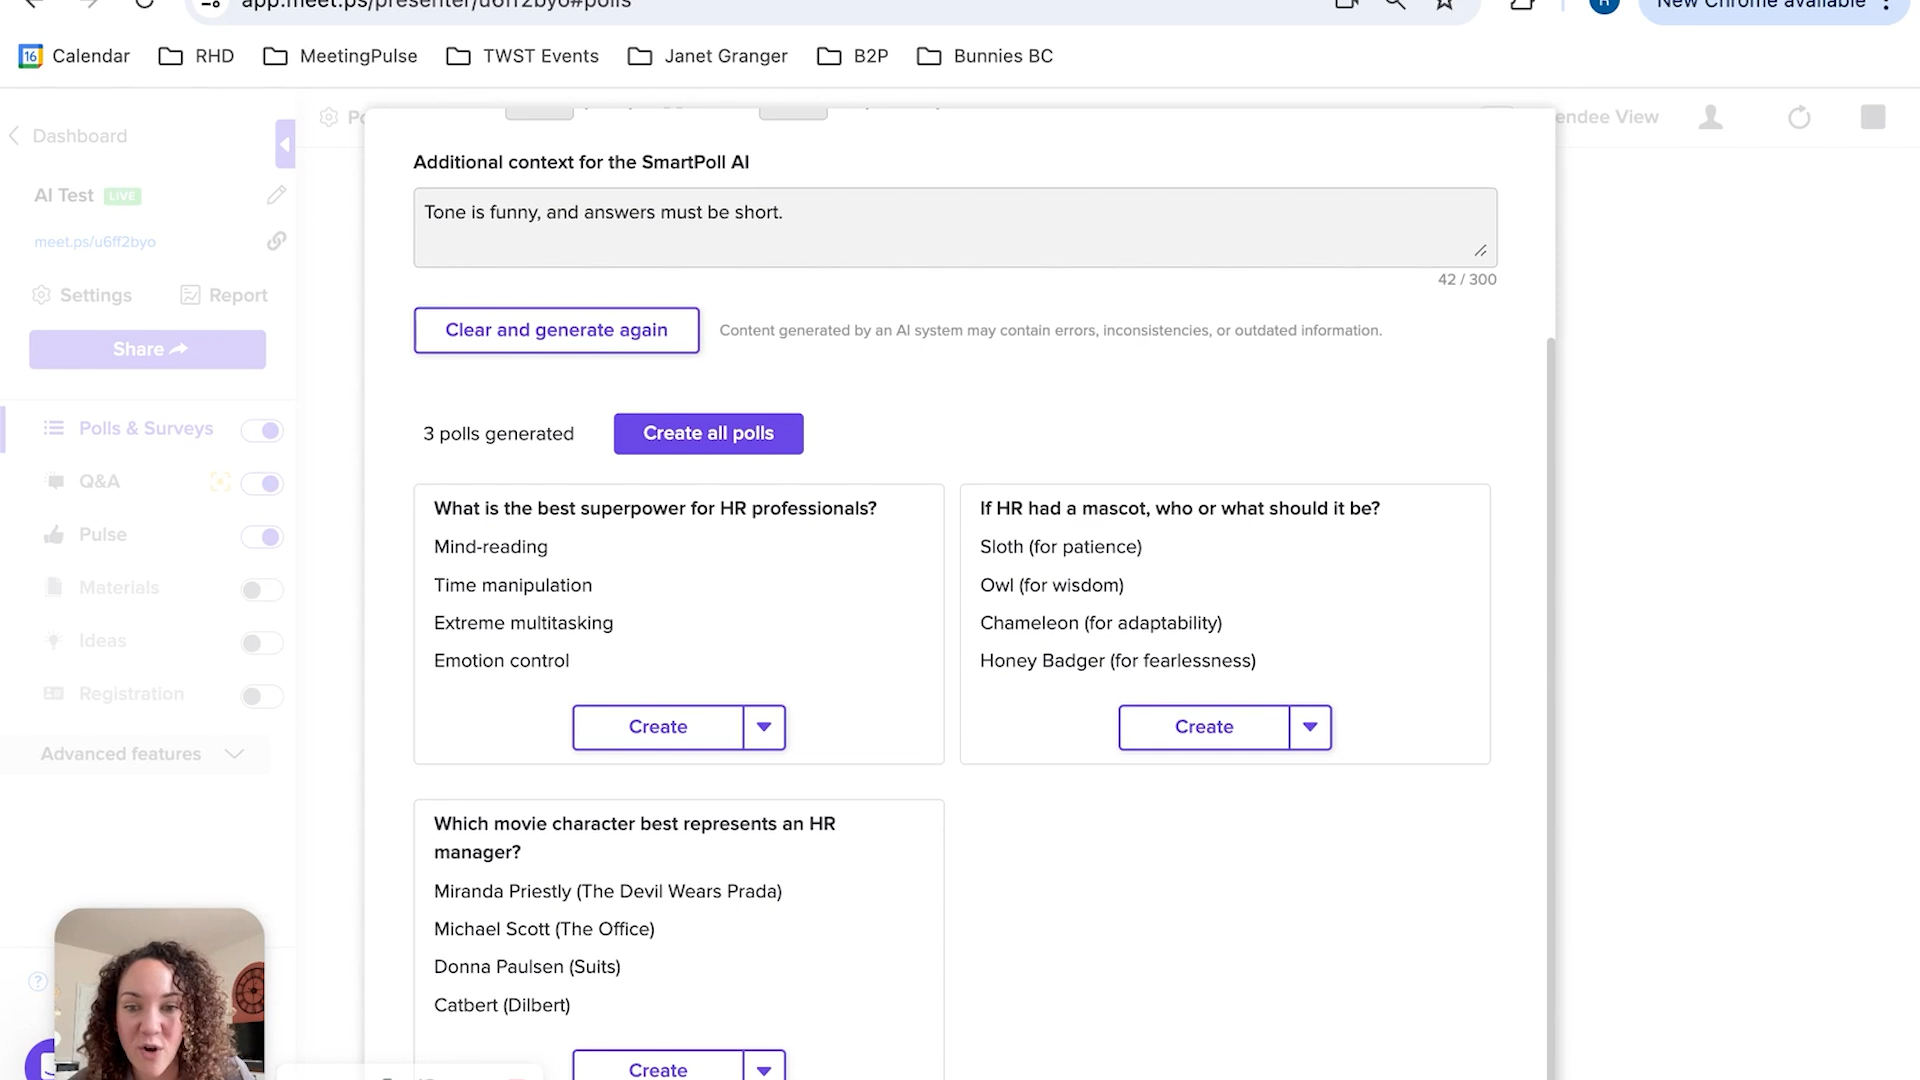 app.meet.ps/presenter/u6ff2byo#polls
New Chrome available
16 Calendar
RHD
MeetingPulse
TWST Events
Janet Granger
B2P
Bunnies BC
Dashboard
AI Test LIVE
meet.ps/u6ff2byo
Settings
Report
Share
Polls & Surveys
Q&A
Pulse
Materials
Ideas
Registration
Advanced features
endee View
Additional context for the SmartPoll AI
Tone is funny, and answers must be short.
42 / 300
Clear and generate again
Content generated by an AI system may contain errors, inconsistencies, or outdated information.
3 polls generated
Create all polls
What is the best superpower for HR professionals?
Mind-reading
Time manipulation
Extreme multitasking
Emotion control
Create
If HR had a mascot, who or what should it be?
Sloth (for patience)
Owl (for wisdom)
Chameleon (for adaptability)
Honey Badger (for fearlessness)
Create
Which movie character best represents an HR
manager?
Miranda Priestly (The Devil Wears Prada)
Michael Scott (The Office)
Donna Paulsen (Suits)
Catbert (Dilbert)
Create